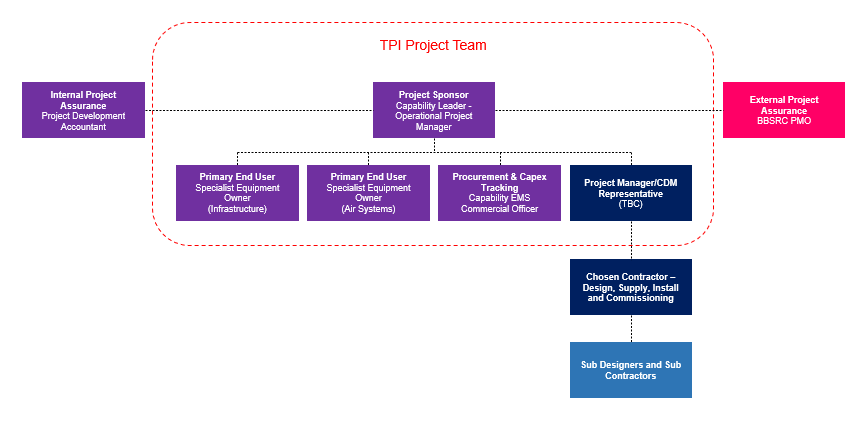 TPI Project Team
Internal Project
Assurance
Project Development
Accountant
Project Sponsor
Capability Leader -
Operational Project
Manager
External Project
Assurance
BBSRC PMO
Primary End User
Specialist Equipment
Owner
(Infrastructure)
Primary End User
Specialist Equipment
Owner
(Air Systems)
Procurement & Capex
Tracking
Capability EMS
Commercial Officer
Project Manager/CDM
Representative
(TBC)
Chosen Contractor –
Design, Supply, Install
and Commissioning
Sub Designers and Sub
Contractors